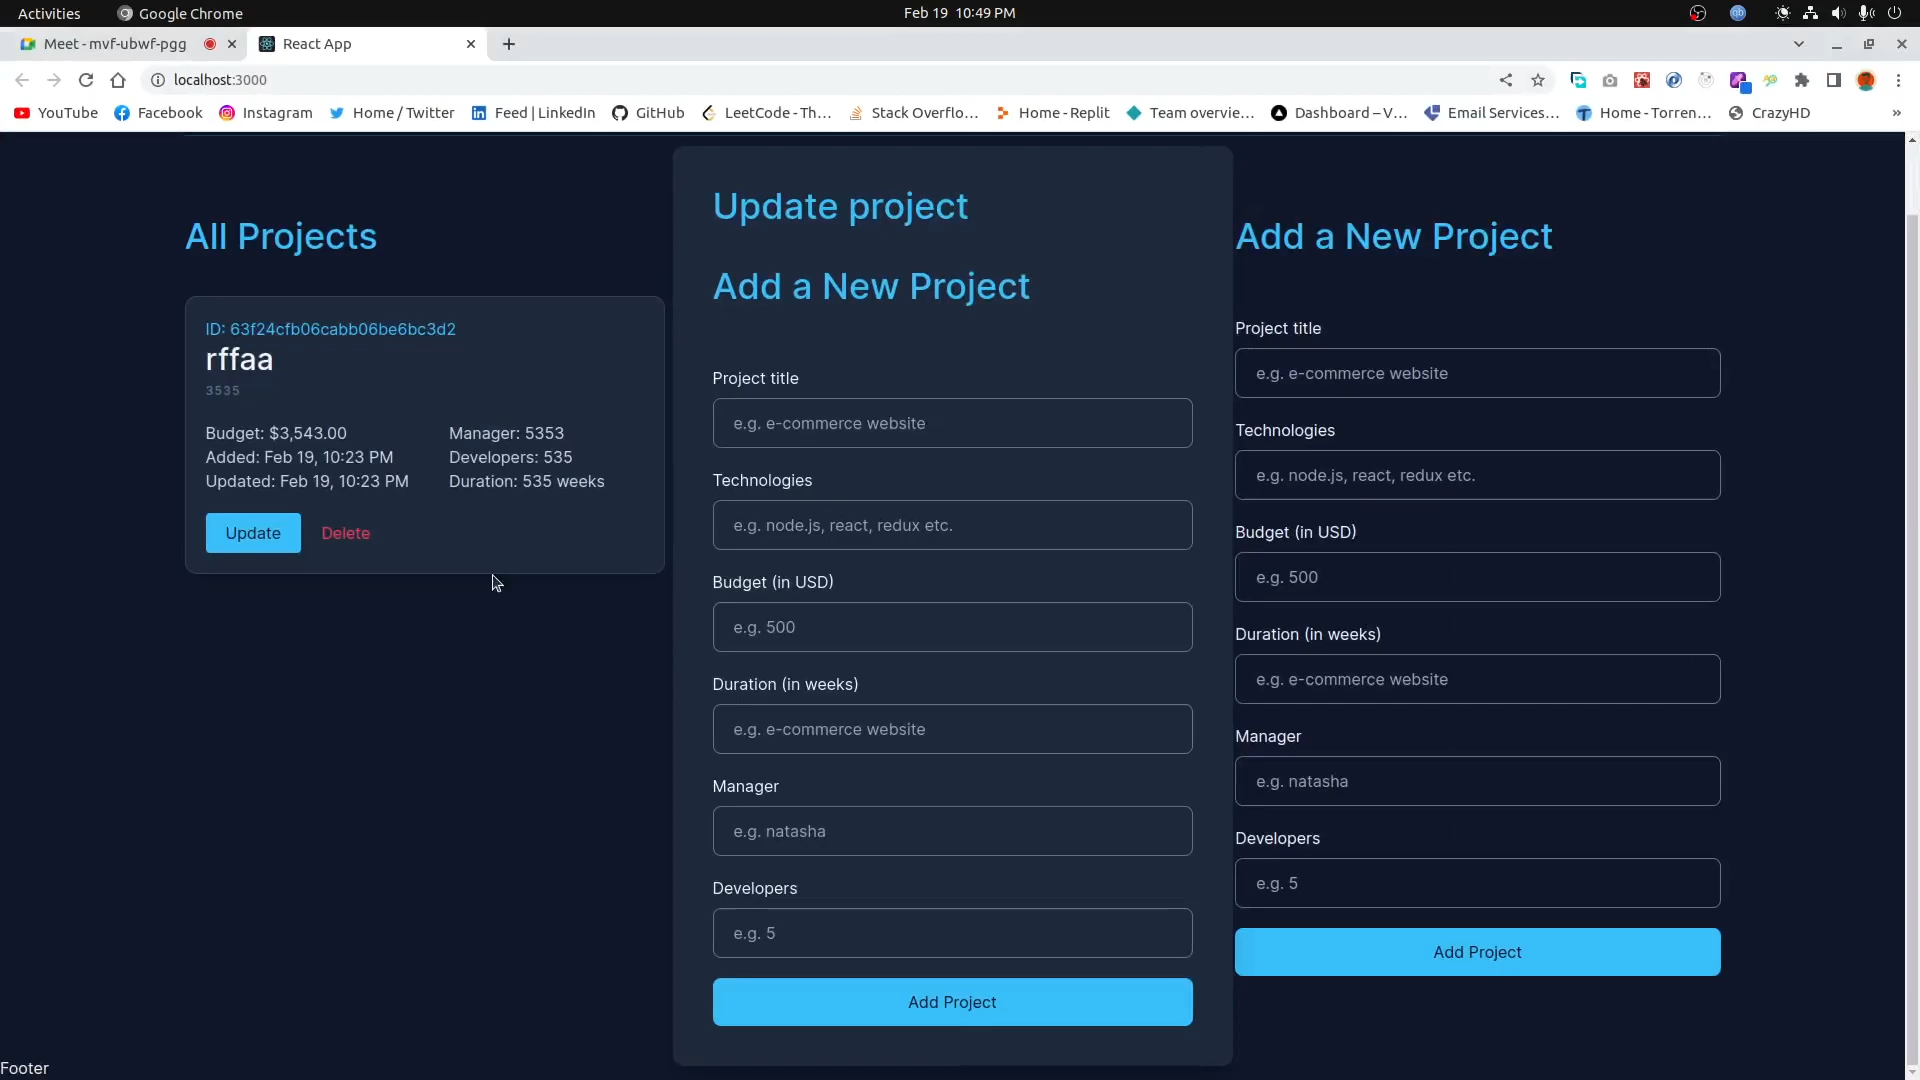 Activities
Google Chrome
Feb 19 10:49 PM
Meet - mvf-ubwf-pgg
React App
localhost:3000
YouTube
Facebook
Instagram
Home / Twitter
Feed | LinkedIn
GitHub
LeetCode - Th...
Stack Overflo...
Home - Replit
Team overvie...
Dashboard – V...
Email Services...
Home - Torren...
CrazyHD
»
All Projects
ID: 63f24cfb06cabb06be6bc3d2
rffaa
3535
Budget: $3,543.00
Added: Feb 19, 10:23 PM
Updated: Feb 19, 10:23 PM
Manager: 5353
Developers: 535
Duration: 535 weeks
Update
Delete
Update project
Add a New Project
Project title
e.g. e-commerce website
Technologies
e.g. node.js, react, redux etc.
Budget (in USD)
e.g. 500
Duration (in weeks)
e.g. e-commerce website
Manager
e.g. natasha
Developers
e.g. 5
Add Project
Add a New Project
Project title
e.g. e-commerce website
Technologies
e.g. node.js, react, redux etc.
Budget (in USD)
e.g. 500
Duration (in weeks)
e.g. e-commerce website
Manager
e.g. natasha
Developers
e.g. 5
Add Project
Footer